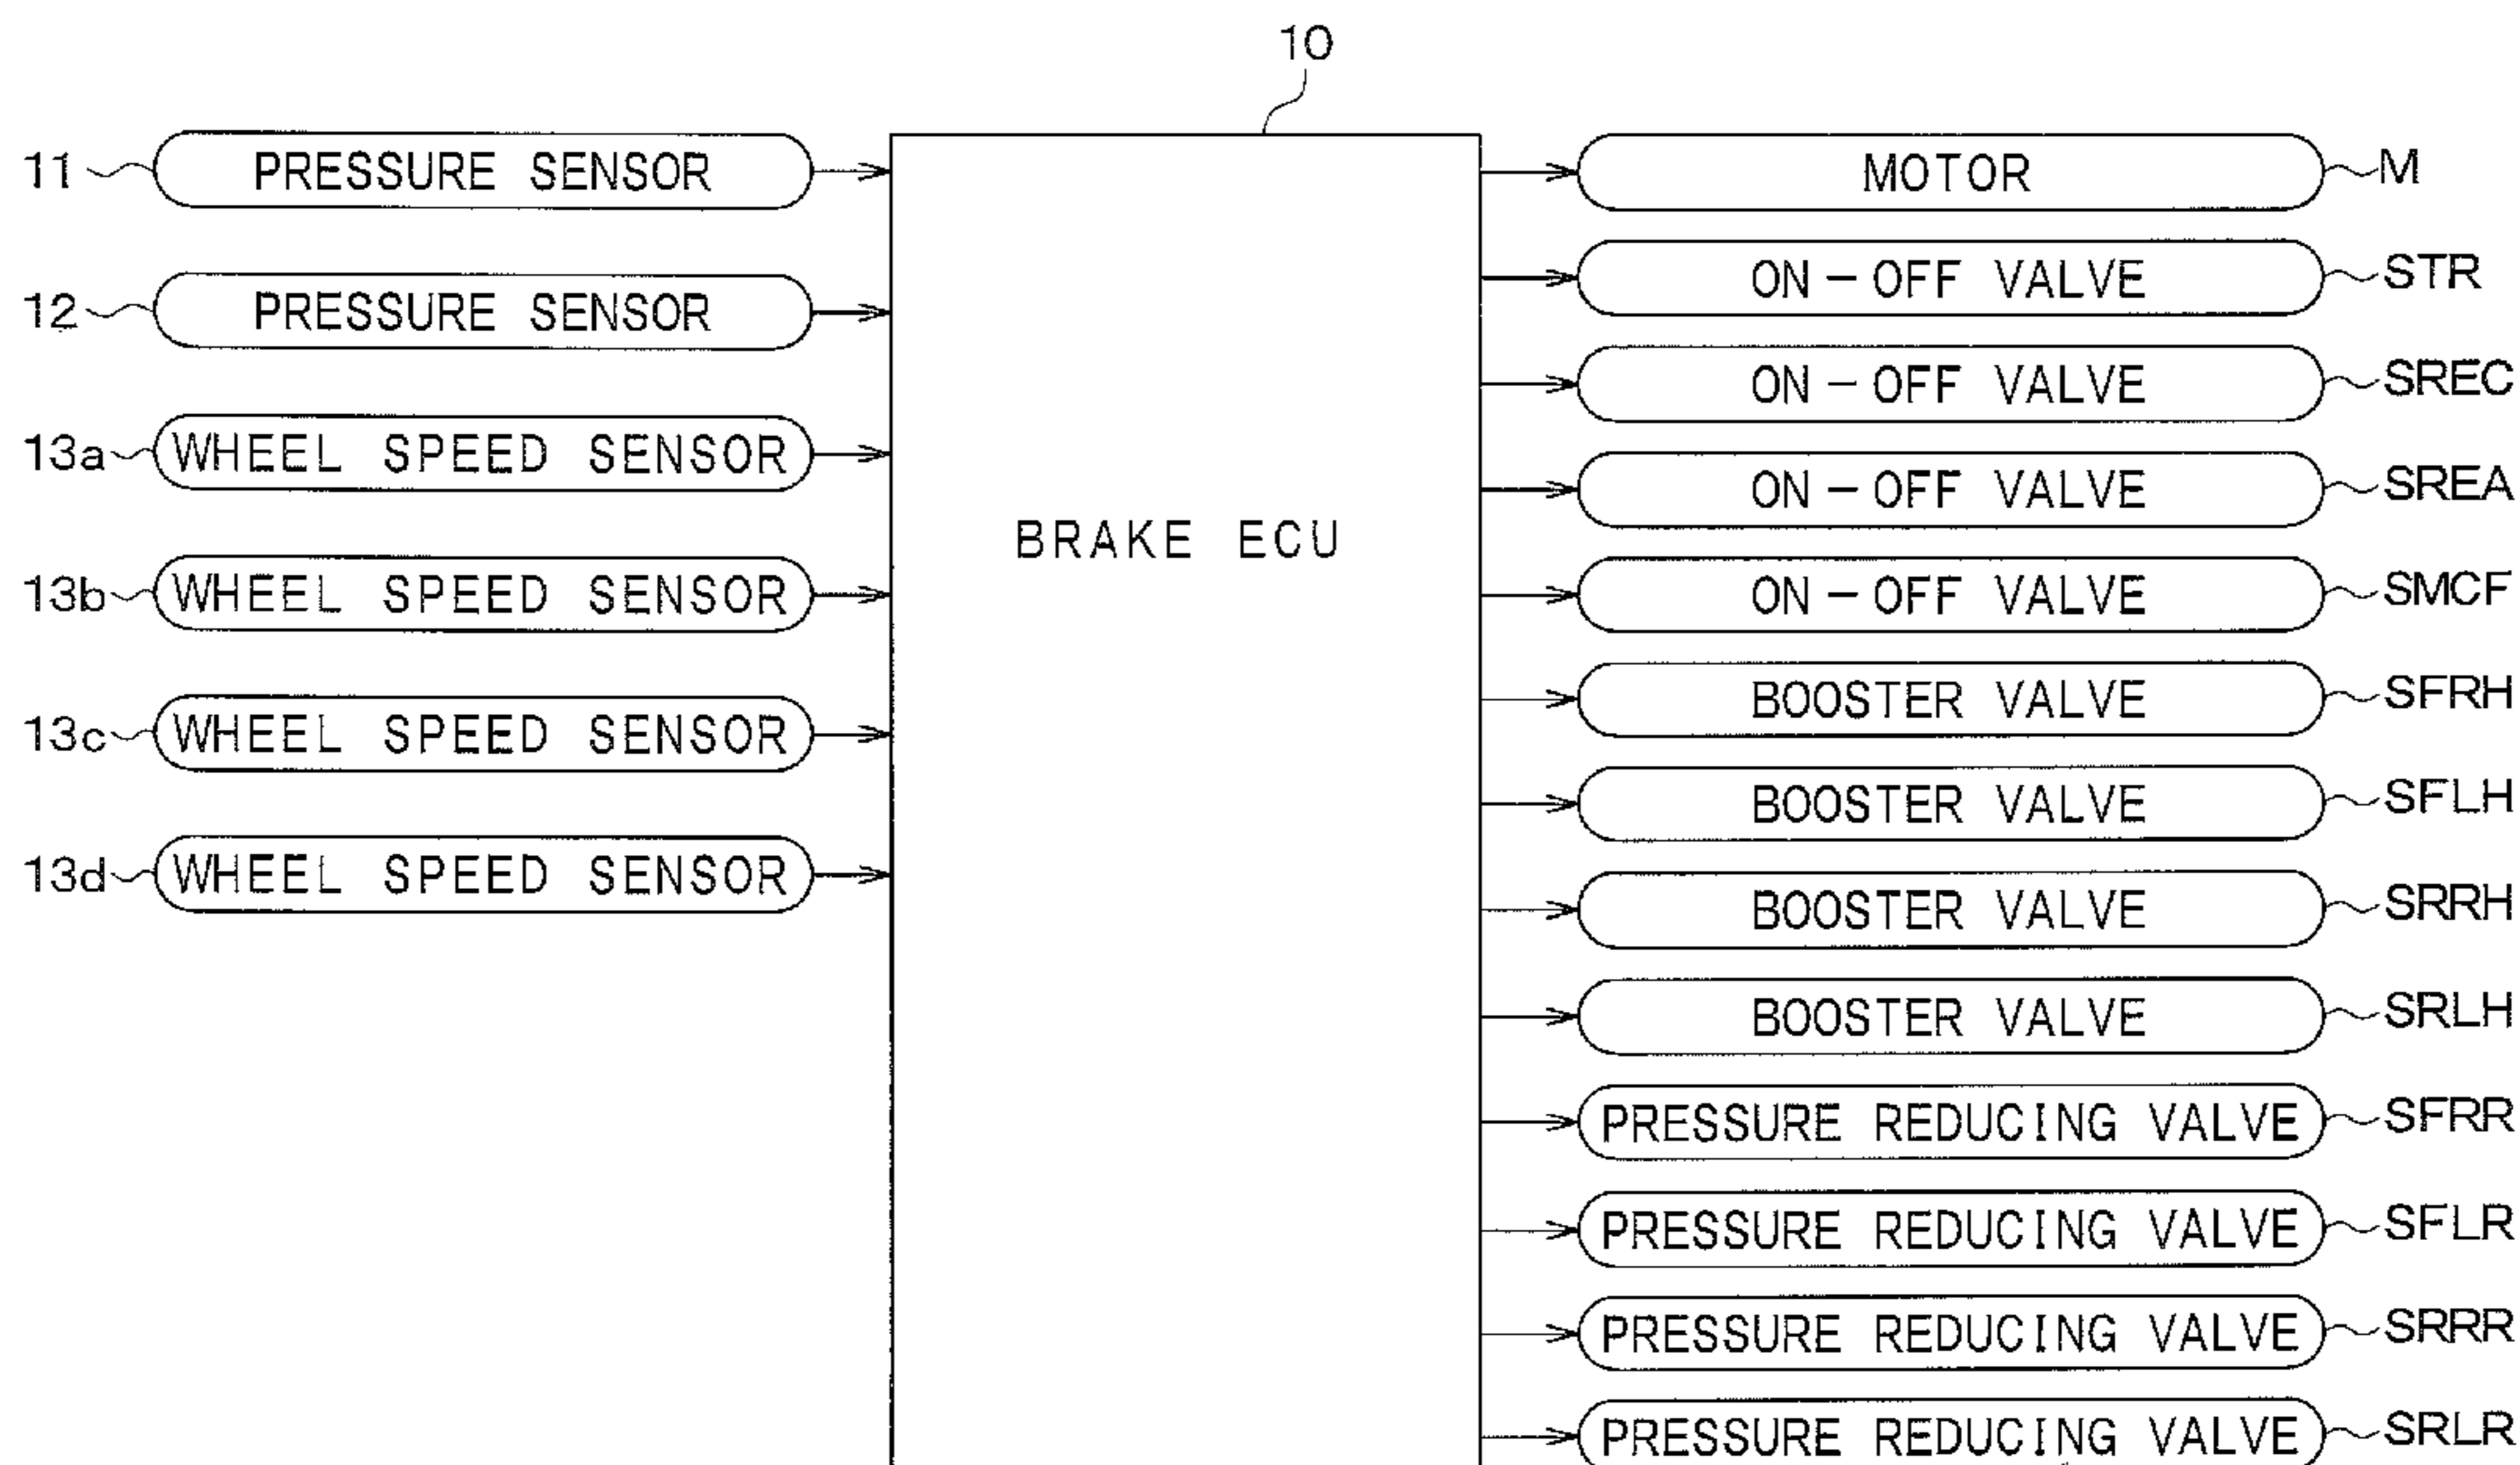 10
11 PRESSURE SENSOR
12 PRESSURE SENSOR
13a WHEEL SPEED SENSOR
13b WHEEL SPEED SENSOR
13c WHEEL SPEED SENSOR
13d WHEEL SPEED SENSOR
BRAKE ECU
MOTOR M
ON-OFF VALVE STR
ON-OFF VALVE SREC
ON-OFF VALVE SREA
ON-OFF VALVE SMCF
BOOSTER VALVE SFRH
BOOSTER VALVE SFLH
BOOSTER VALVE SRRH
BOOSTER VALVE SRLH
PRESSURE REDUCING VALVE SFRR
PRESSURE REDUCING VALVE SFLR
PRESSURE REDUCING VALVE SRRR
PRESSURE REDUCING VALVE SRLR